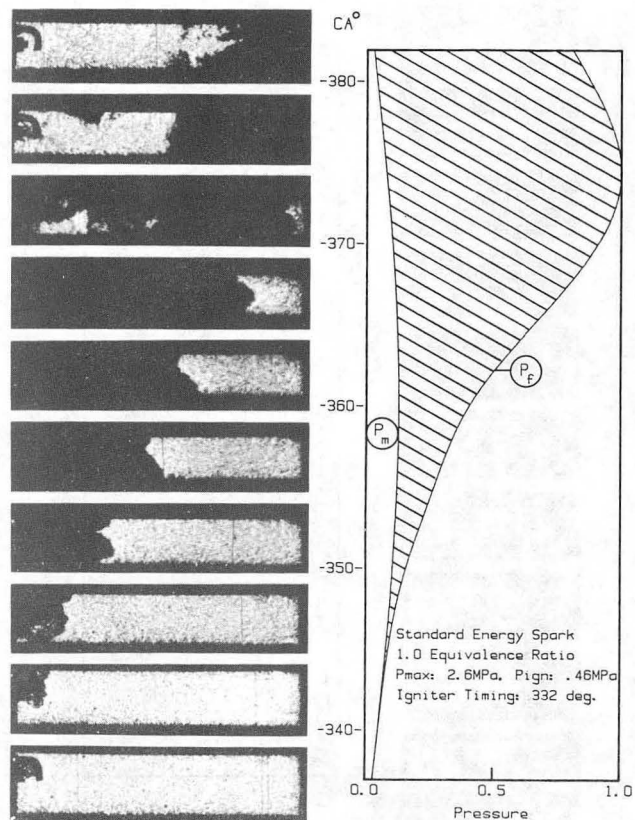 CA°
-382
-370
P_f
-360
P_m
-350
Standard Energy Spark
1.0 Equivalence Ratio
Pmax: 2.6MPa, Pign: .46MPa
Igniter Timing: 332 deg.
-340
0.0
0.5
1.0
Pressure